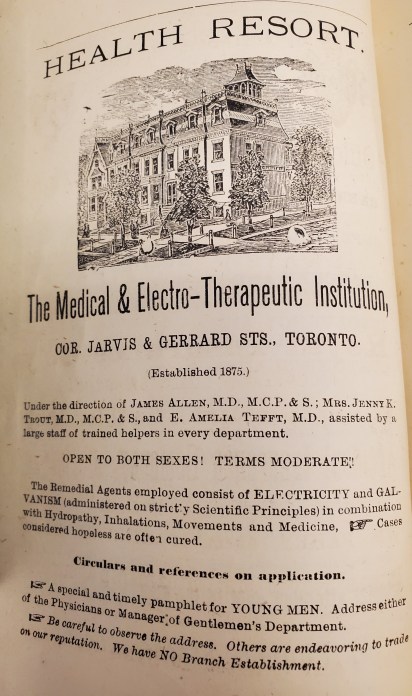 HEALTH RESORT.
The Medical & Electro-Therapeutic Institution,
COR. JARVIS & GERRARD STS., TORONTO.
(Established 1875.)
Under the direction of JAMES ALLEN, M.D., M.C.P. & S.; MRS. JENNY K.
TROUT, M.D., M.C.P. & S., and E. AMELIA TEFFT, M.D., assisted by a
large staff of trained helpers in every department.
OPEN TO BOTH SEXES! TERMS MODERATE!!
The Remedial Agents employed consist of ELECTRICITY and GAL-
VANISM (administered on strictly Scientific Principles) in combination
with Hydropathy, Inhalations, Movements and Medicine, ☞ Cases
considered hopeless are often cured.
Circulars and references on application.
☞ A special and timely pamphlet for YOUNG MEN. Address either
of the Physicians or Manager of Gentlemen's Department.
☞ Be careful to observe the address. Others are endeavoring to trade
on our reputation. We have NO Branch Establishment.